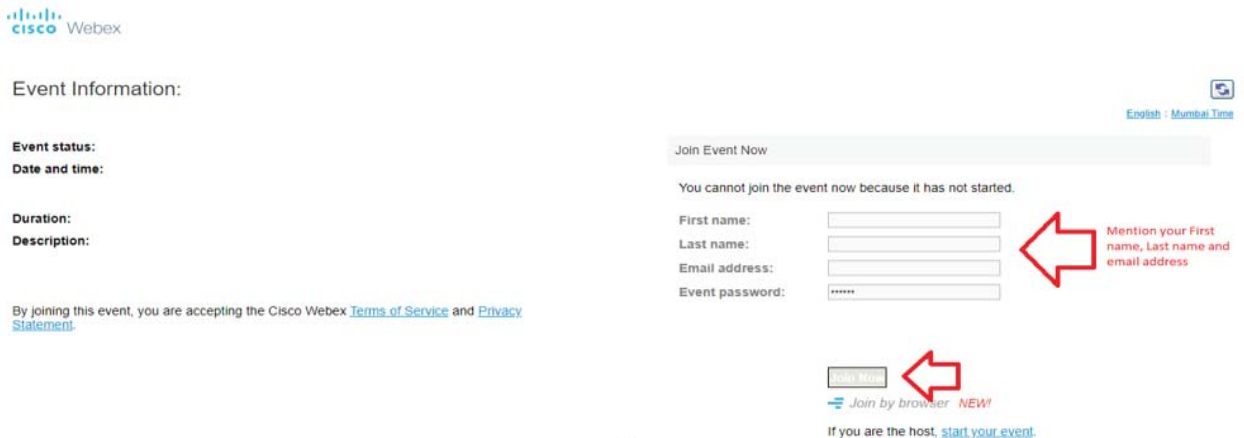 cisco Webex
Event Information:
English : Mumbai Time
Event status:
Date and time:
Duration:
Description:
By joining this event, you are accepting the Cisco Webex Terms of Service and Privacy
Statement.
Join Event Now
You cannot join the event now because it has not started.
First name:
Last name:
Email address:
Event password:
Mention your First
name, Last name and
email address
Join Now
Join by browser NEW!
If you are the host, start your event.